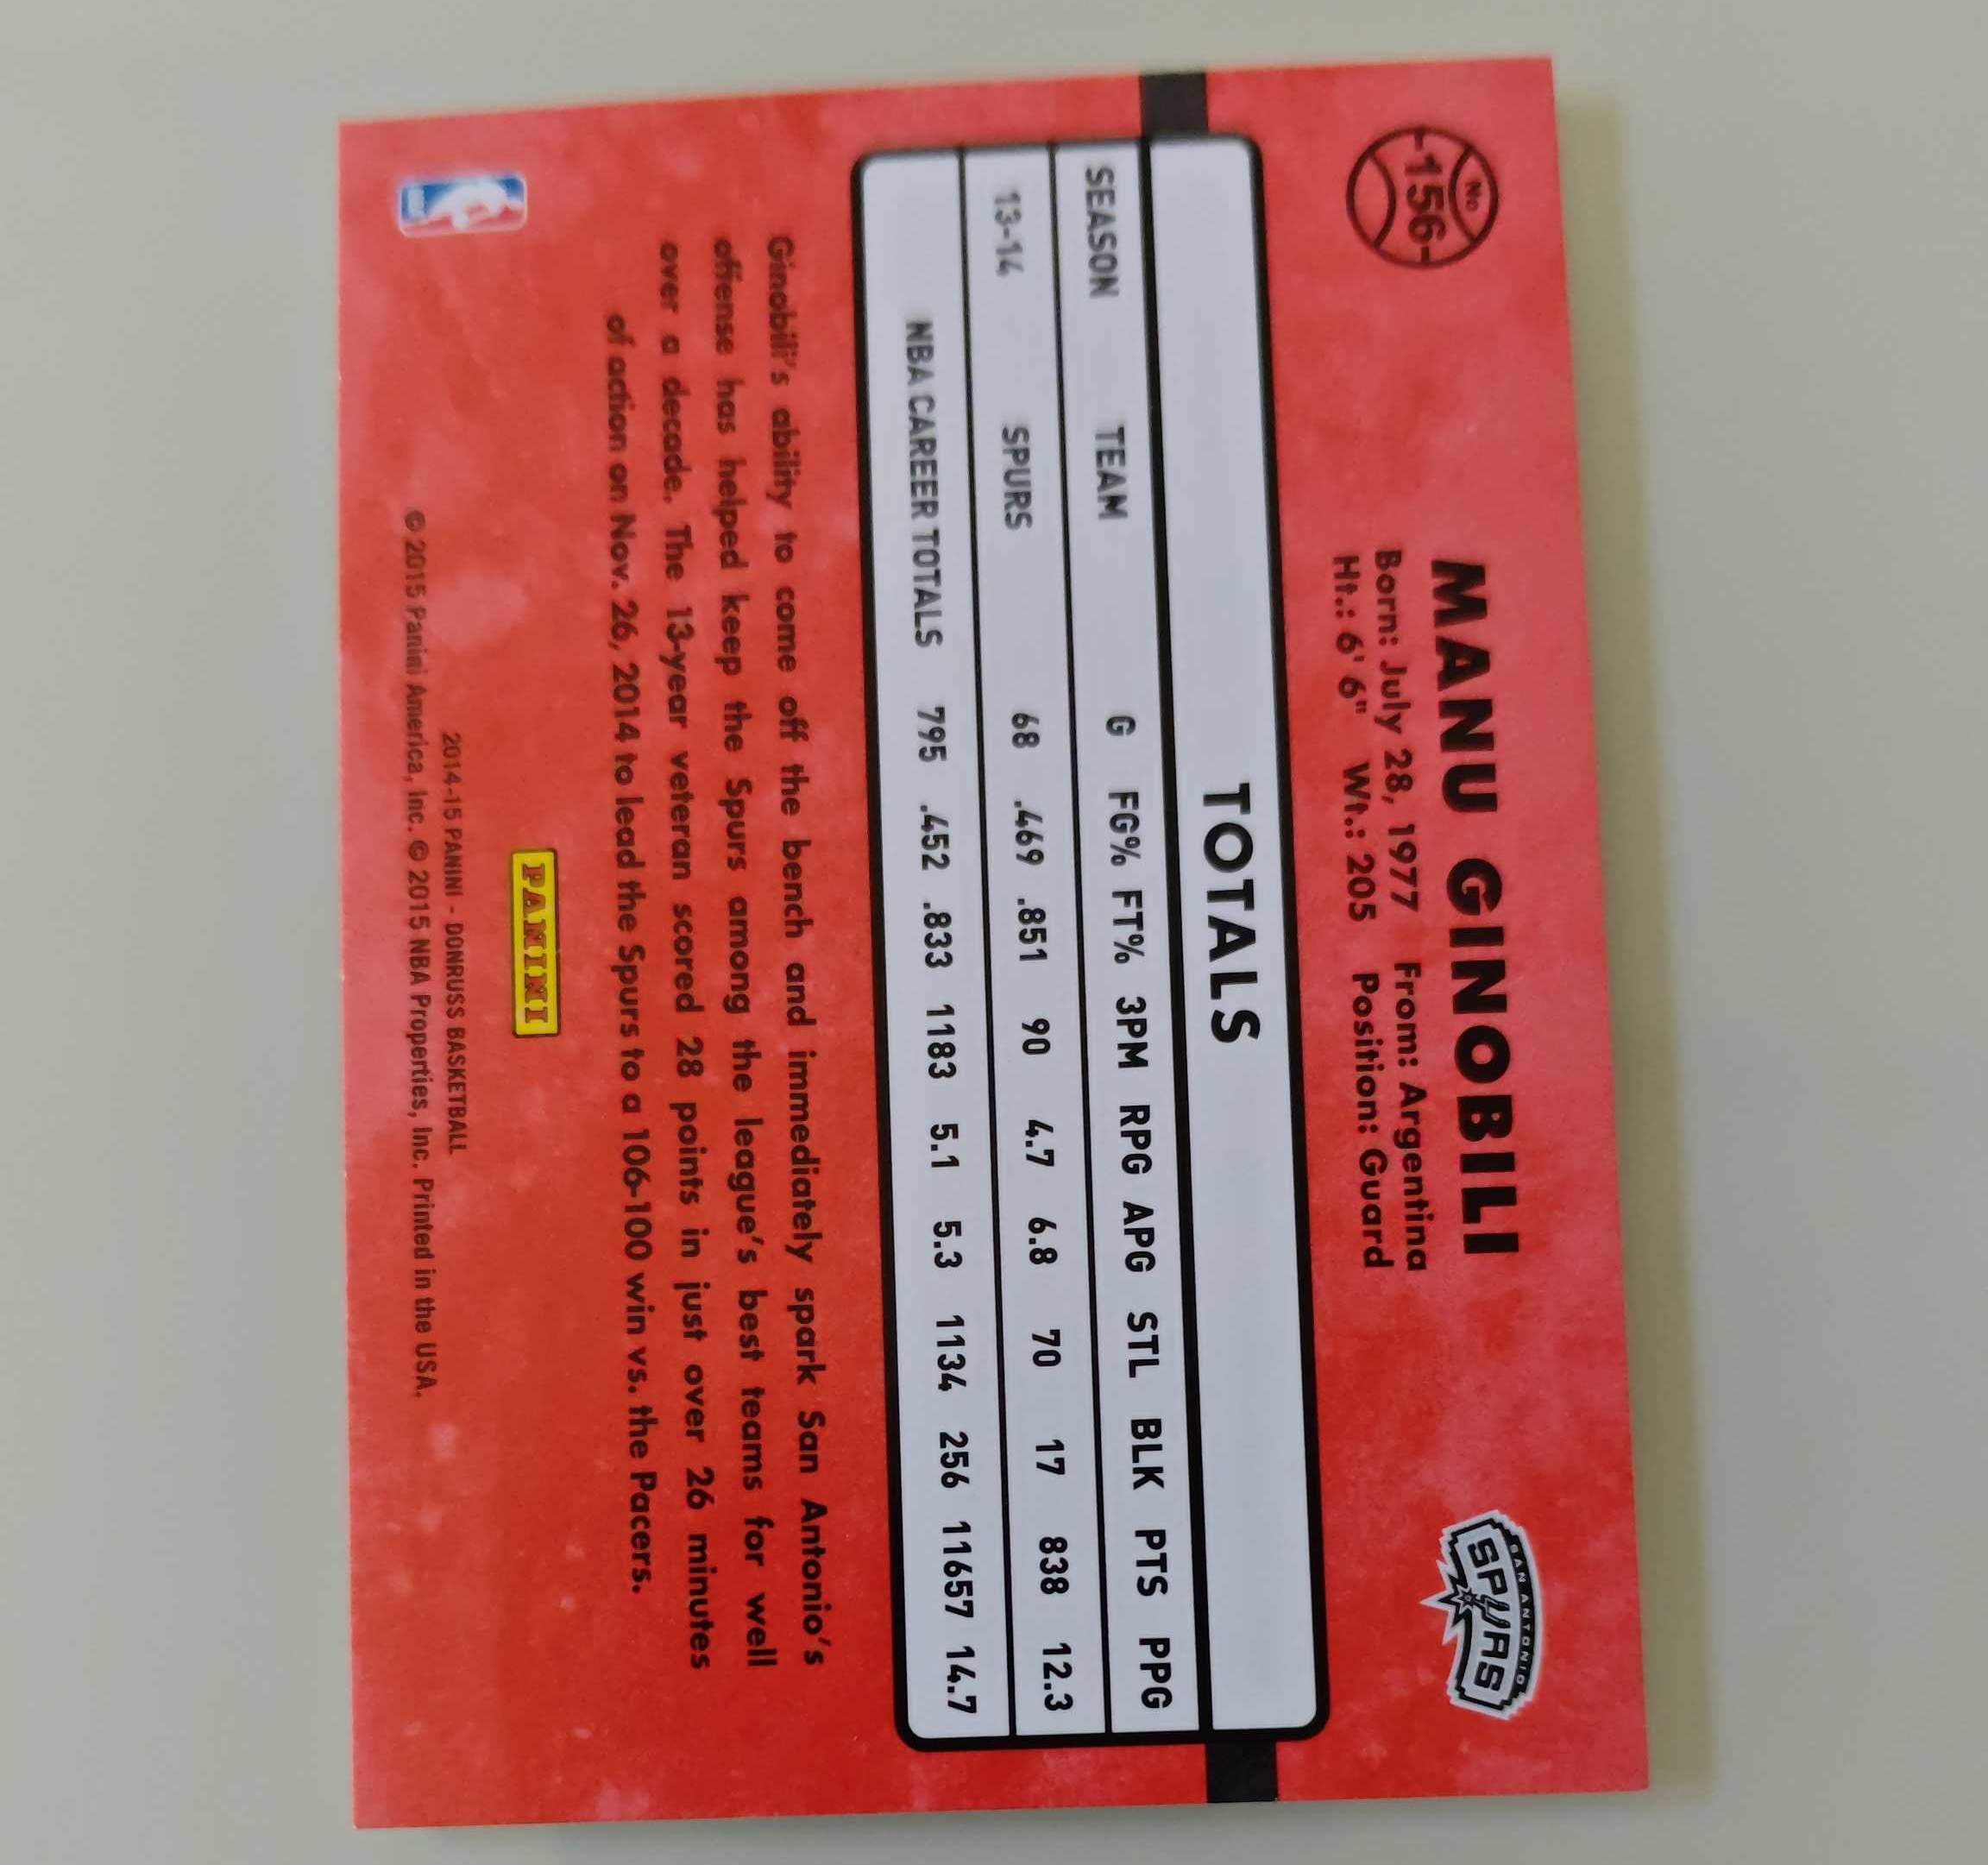 No
156
MANU GINOBILI
Born: July 28, 1977 From: Argentina
Ht.: 6' 6" Wt.: 205 Position: Guard
SAN ANTONIO
SPURS
TOTALS
SEASON TEAM G FG% FT% 3PM RPG APG STL BLK PTS PPG
13-14 SPURS 68 .469 .851 90 4.7 6.8 70 17 838 12.3
NBA CAREER TOTALS 795 .452 .833 1183 5.1 5.3 1134 256 11657 14.7
Ginobili's ability to come off the bench and immediately spark San Antonio's
offense has helped keep the Spurs among the league's best teams for well
over a decade. The 13-year veteran scored 28 points in just over 26 minutes
of action on Nov. 26, 2014 to lead the Spurs to a 106-100 win vs. the Pacers.
PANINI
2014-15 PANINI - DONRUSS BASKETBALL
© 2015 Panini America, Inc. © 2015 NBA Properties, Inc. Printed in the USA.